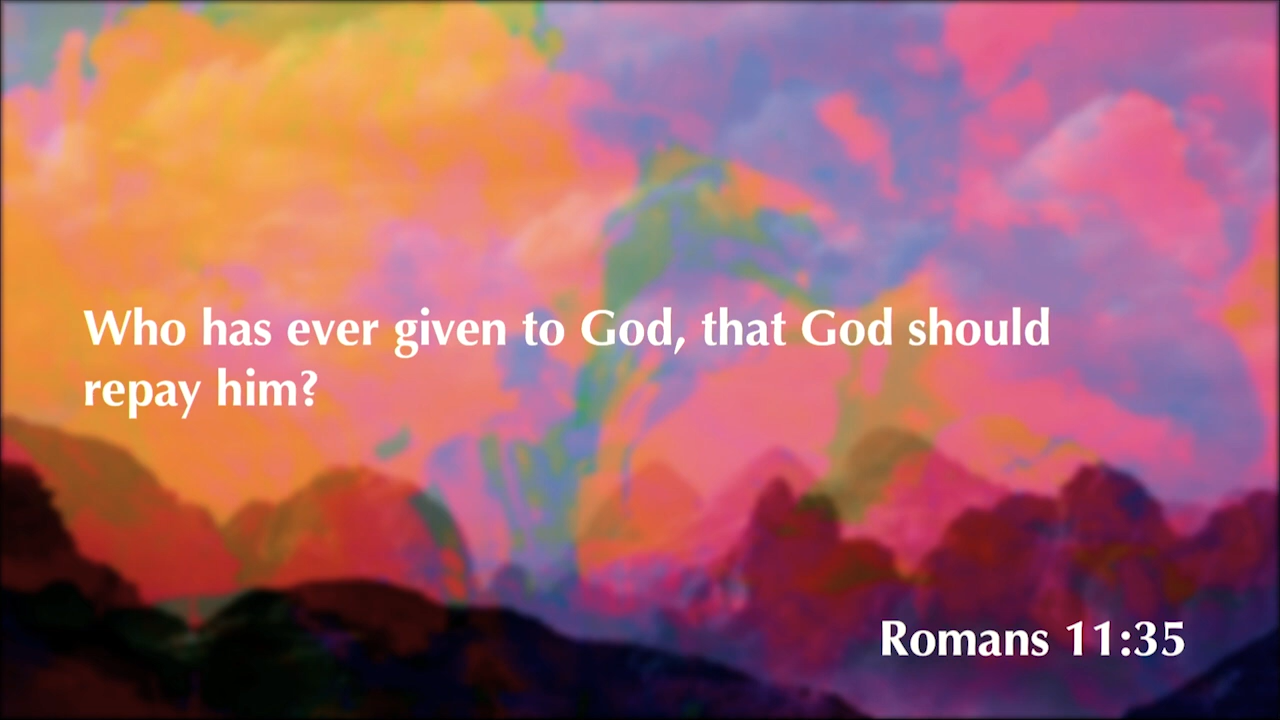 Who has ever given to God, that God should
repay him?
Romans 11:35